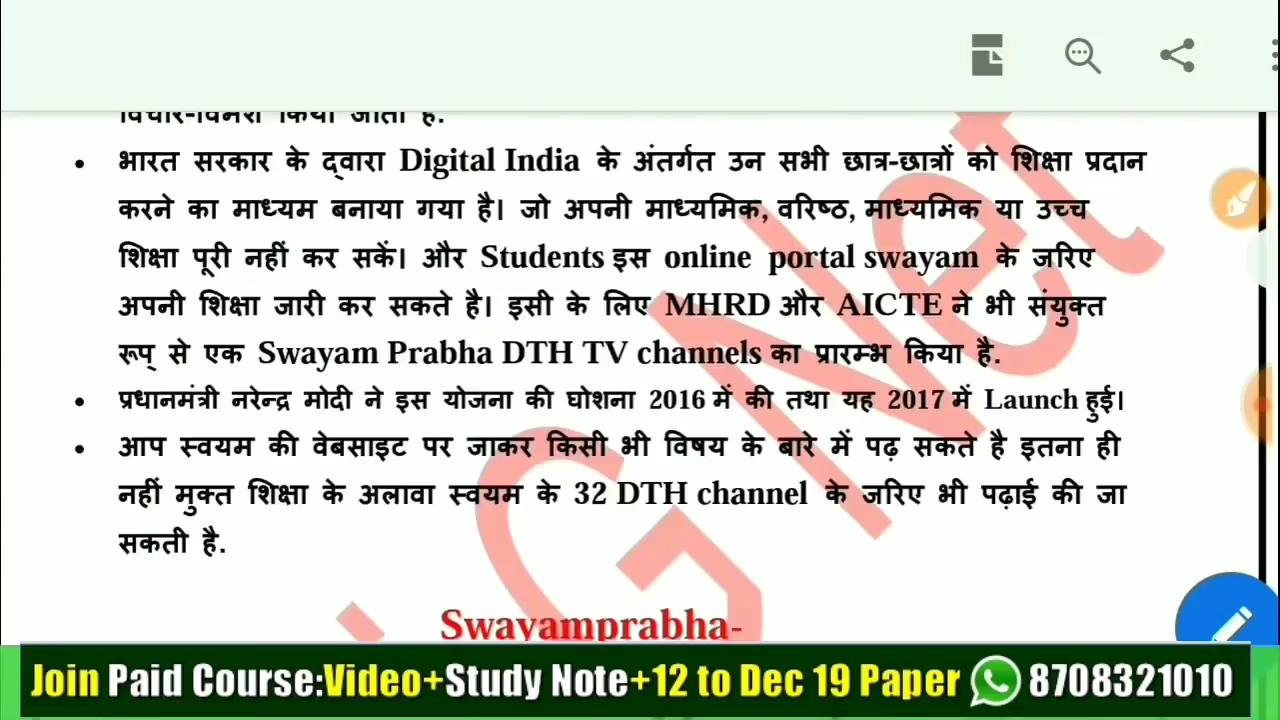 विचार-विमर्श किया जाता है.
• भारत सरकार के द्वारा Digital India के अंतर्गत उन सभी छात्र-छात्रों को शिक्षा प्रदान
करने का माध्यम बनाया गया है। जो अपनी माध्यमिक, वरिष्ठ, माध्यमिक या उच्च
शिक्षा पूरी नहीं कर सकें। और Students इस online portal swayam के जरिए
अपनी शिक्षा जारी कर सकते है। इसी के लिए MHRD और AICTE ने भी संयुक्त
रूप् से एक Swayam Prabha DTH TV channels का प्रारम्भ किया है.
• प्रधानमंत्री नरेन्द्र मोदी ने इस योजना की घोशना 2016 में की तथा यह 2017 में Launch हुई।
• आप स्वयम की वेबसाइट पर जाकर किसी भी विषय के बारे में पढ़ सकते है इतना ही
नहीं मुक्त शिक्षा के अलावा स्वयम के 32 DTH channel के जरिए भी पढ़ाई की जा
सकती है.
Swayamprabha-
Join Paid Course:Video+Study Note+12 to Dec 19 Paper 8708321010